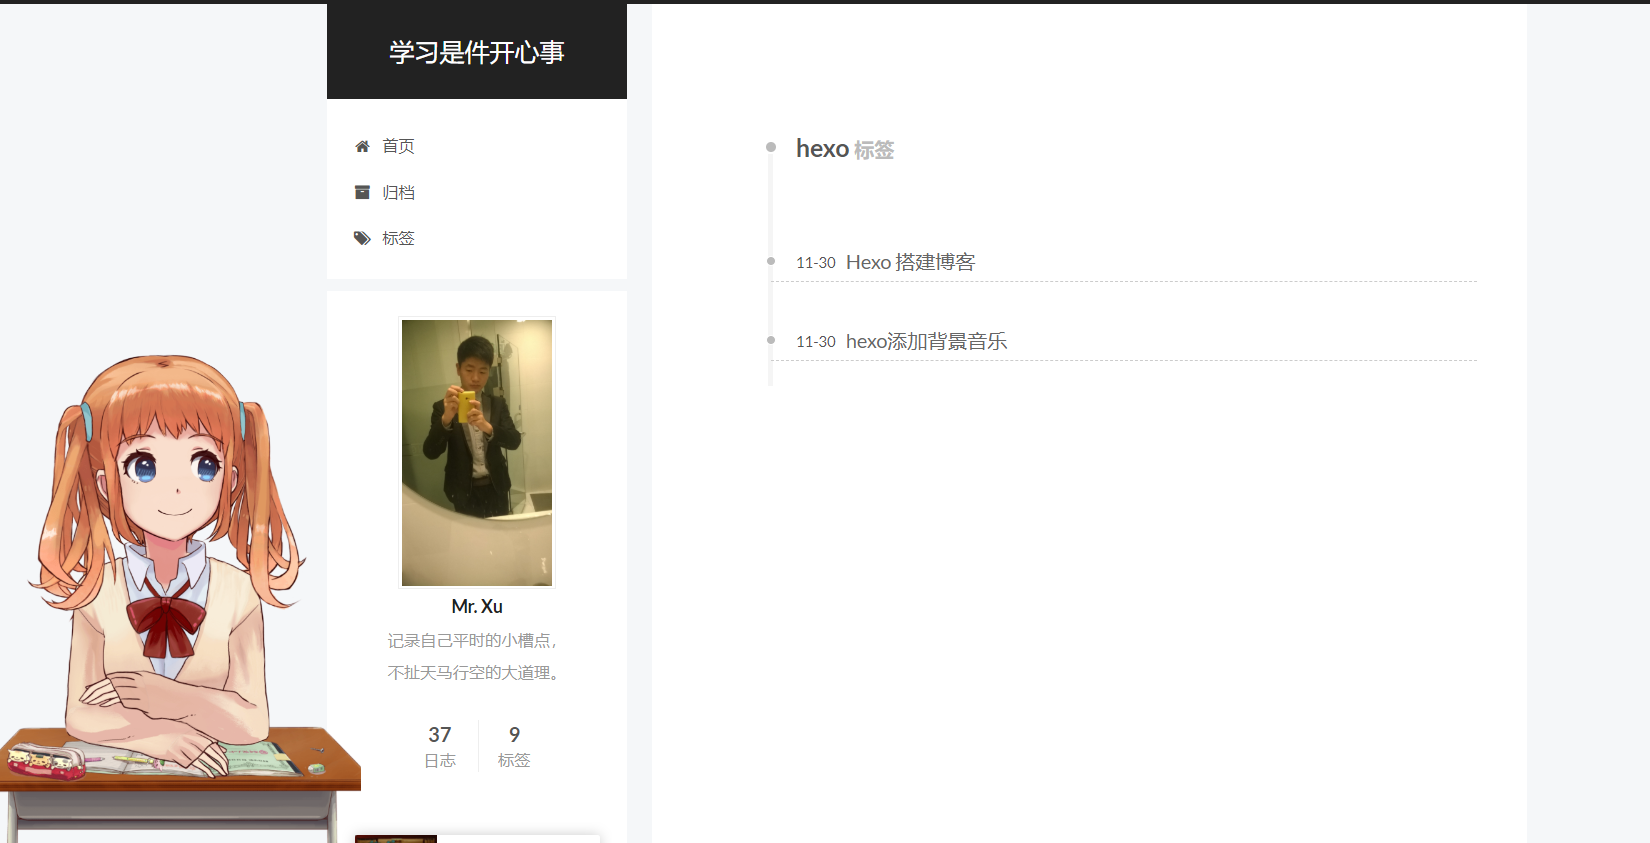 学习是件开心事
首页
归档
标签
Mr. Xu
记录自己平时的小槽点，
不扯天马行空的大道理。
37
日志
9
标签
hexo 标签
11-30 Hexo 搭建博客
11-30 hexo添加背景音乐